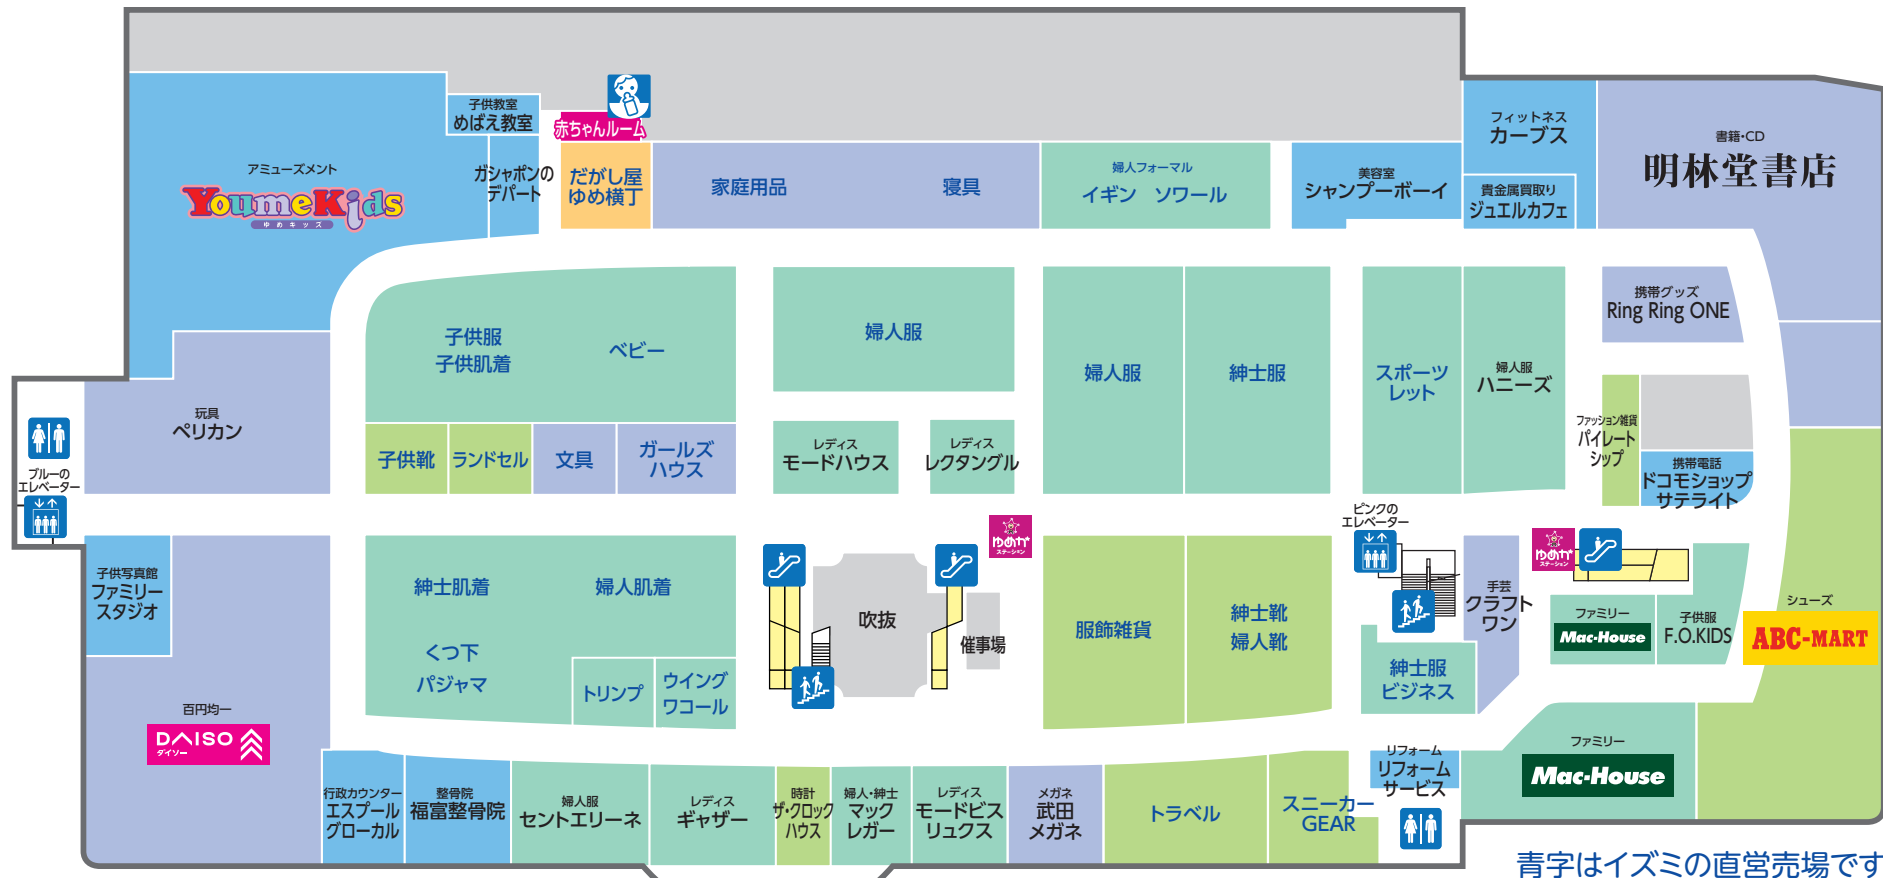 子供教室
めばえ教室
赤ちゃんルーム
アミューズメント
YoumeKids
ゆめキッズ
ガシャポンの
デパート
だがし屋
ゆめ横丁
家庭用品
寝具
婦人フォーマル
イギン ソワール
美容室
シャンプーボーイ
フィットネス
カーブス
貴金属買取り
ジュエルカフェ
書籍・CD
明林堂書店
携帯グッズ
Ring Ring ONE
子供服
子供肌着
ベビー
婦人服
婦人服
紳士服
スポーツ
レット
婦人服
ハニーズ
玩具
ペリカン
子供靴
ランドセル
文具
ガールズ
ハウス
レディス
モードハウス
レディス
レクタングル
ファッション雑貨
パイレート
シップ
携帯電話
ドコモショップ
サテライト
ブルーの
エレベーター
ピンクの
エレベーター
ゆめか
ステーション
ゆめか
ステーション
子供写真館
ファミリー
スタジオ
紳士肌着
婦人肌着
くつ下
パジャマ
トリンプ
ウイング
ワコール
吹抜
催事場
服飾雑貨
紳士靴
婦人靴
手芸
クラフト
ワン
紳士服
ビジネス
ファミリー
Mac-House
子供服
F.O.KIDS
シューズ
ABC-MART
百円均一
DAISO
ダイソー
行政カウンター
エスプール
グローカル
整骨院
福富整骨院
婦人服
セントエリーネ
レディス
ギャザー
時計
ザ・クロック
ハウス
婦人・紳士
マック
レガー
レディス
モードビス
リュクス
メガネ
武田
メガネ
トラベル
スニーカー
GEAR
リフォーム
リフォーム
サービス
ファミリー
Mac-House
青字はイズミの直営売場です